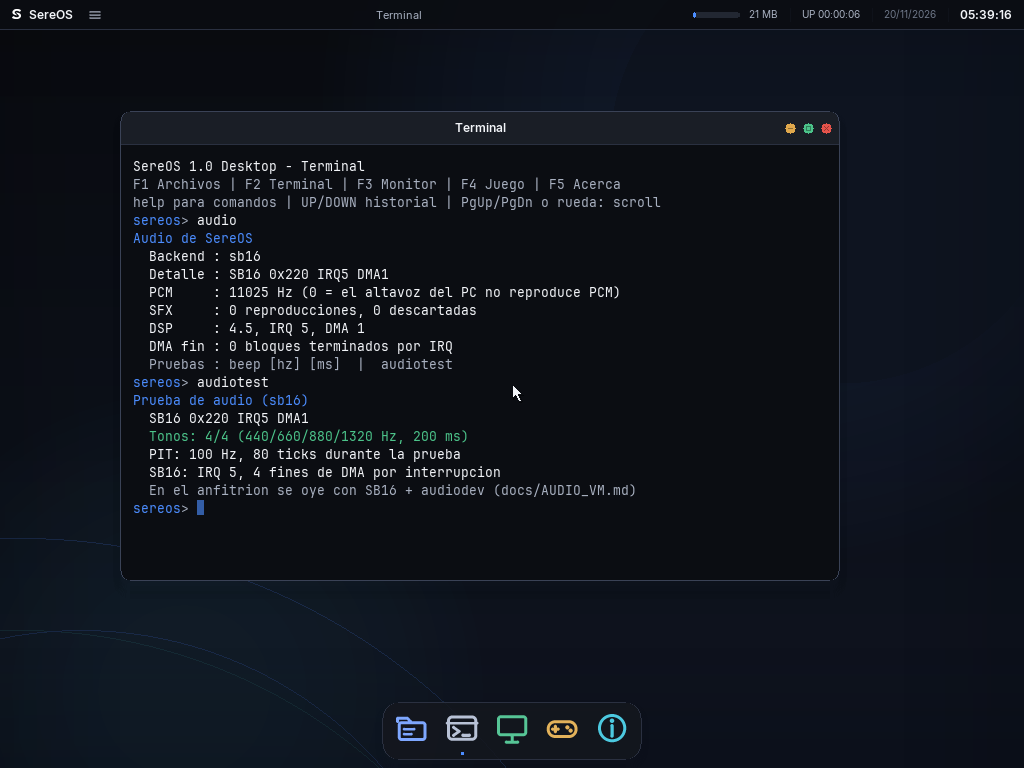 SereOS Terminal 21 MB UP 00:00:06 20/11/2026 05:39:16
Terminal
SereOS 1.0 Desktop - Terminal
F1 Archivos | F2 Terminal | F3 Monitor | F4 Juego | F5 Acerca
help para comandos | UP/DOWN historial | PgUp/PgDn o rueda: scroll
sereos> audio
Audio de SereOS
Backend : sb16
Detalle : SB16 0x220 IRQ5 DMA1
PCM : 11025 Hz (0 = el altavoz del PC no reproduce PCM)
SFX : 0 reproducciones, 0 descartadas
DSP : 4.5, IRQ 5, DMA 1
DMA fin : 0 bloques terminados por IRQ
Pruebas : beep [hz] [ms] | audiotest
sereos> audiotest
Prueba de audio (sb16)
SB16 0x220 IRQ5 DMA1
Tonos: 4/4 (440/660/880/1320 Hz, 200 ms)
PIT: 100 Hz, 80 ticks durante la prueba
SB16: IRQ 5, 4 fines de DMA por interrupcion
En el anfitrion se oye con SB16 + audiodev (docs/AUDIO_VM.md)
sereos>